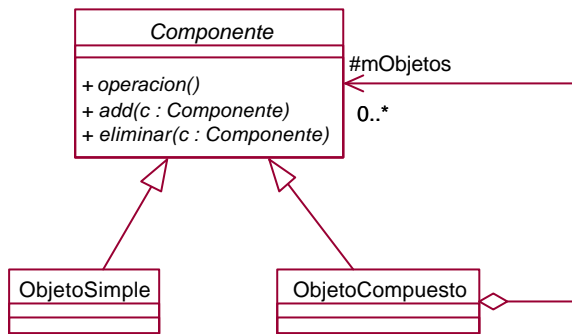 Componente
+ operacion()
+ add(c : Componente)
+ eliminar(c : Componente)
#mObjetos
0..*
ObjetoSimple
ObjetoCompuesto